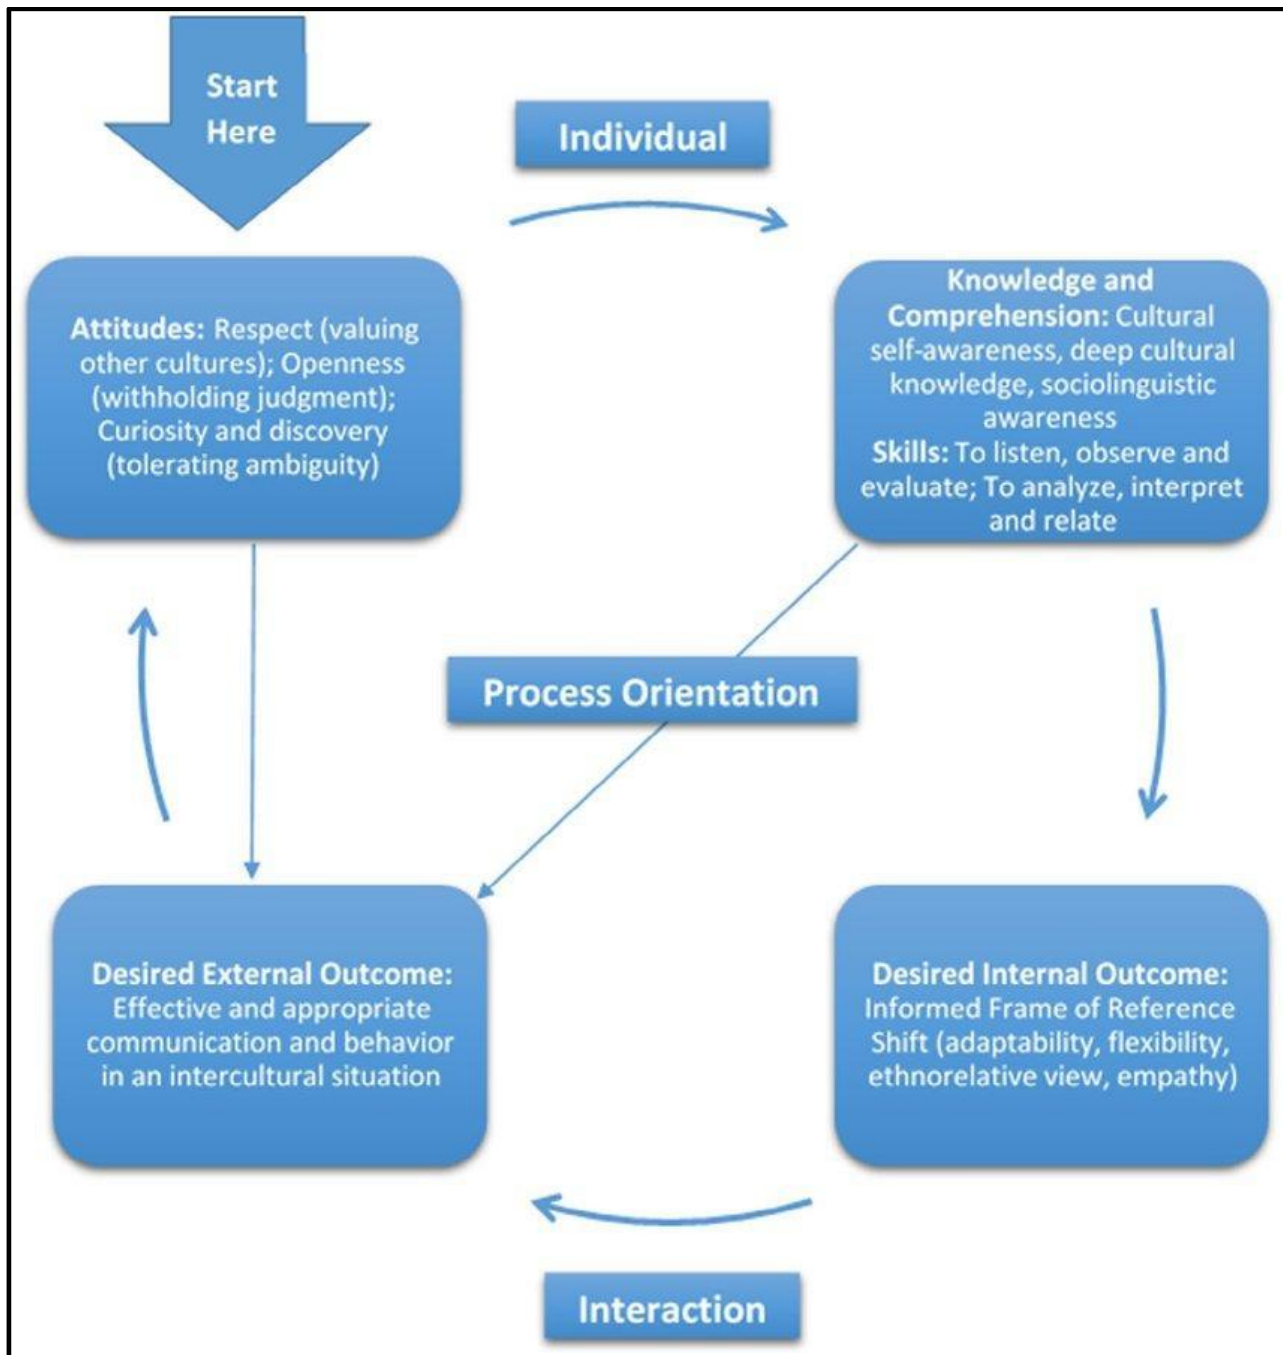 Start
Here
Individual
Attitudes: Respect (valuing
other cultures); Openness
(withholding judgment);
Curiosity and discovery
(tolerating ambiguity)
Knowledge and
Comprehension: Cultural
self-awareness, deep cultural
knowledge, sociolinguistic
awareness
Skills: To listen, observe and
evaluate; To analyze, interpret
and relate
Process Orientation
Desired External Outcome:
Effective and appropriate
communication and behavior
in an intercultural situation
Desired Internal Outcome:
Informed Frame of Reference
Shift (adaptability, flexibility,
ethnorelative view, empathy)
Interaction